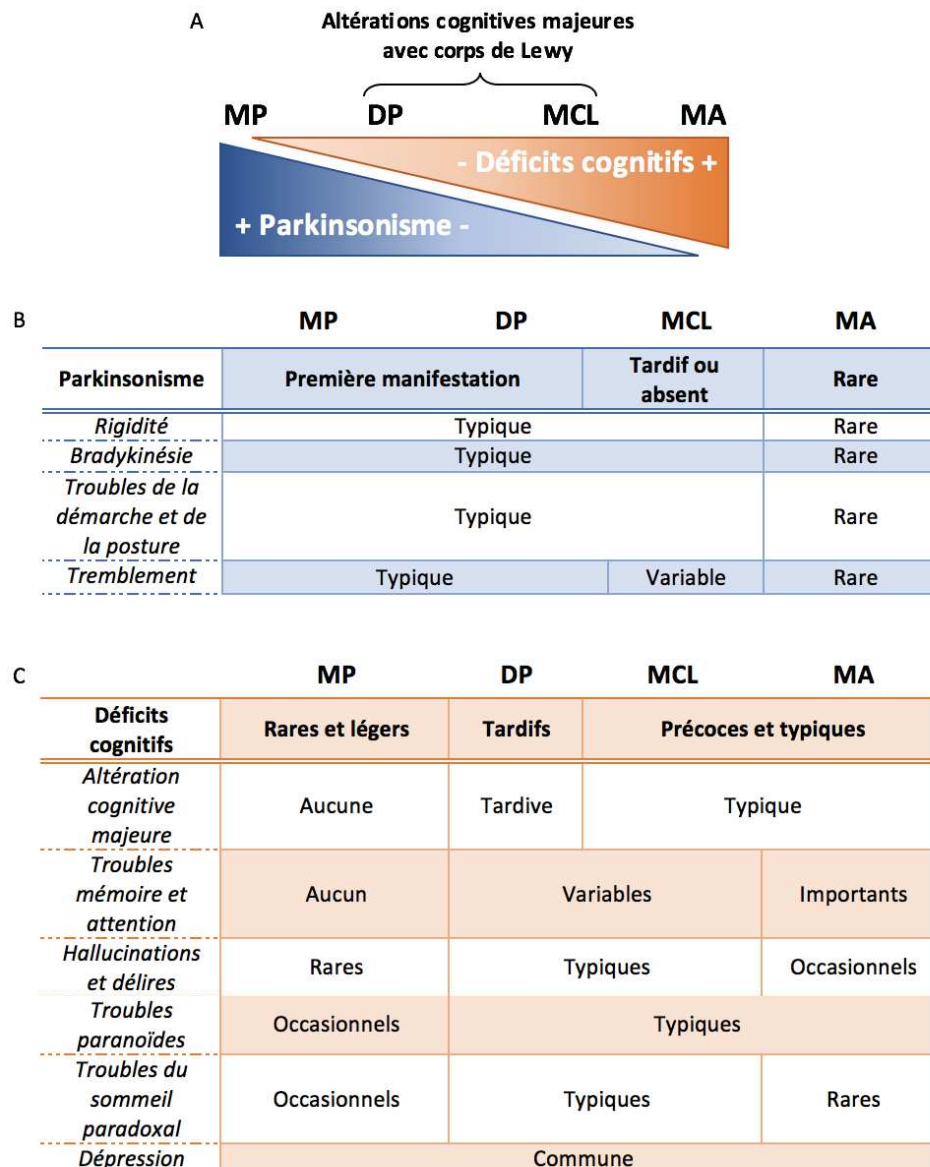 A
Altérations cognitives majeures
avec corps de Lewy
MP DP MCL MA
- Déficits cognitifs +
+ Parkinsonisme -
B
MP DP MCL MA
Parkinsonisme Première manifestation Tardif ou absent Rare
Rigidité Typique Rare
Bradykinésie Typique Rare
Troubles de la
démarche et de
la posture
Typique Rare
Tremblement Typique Variable Rare
C
MP DP MCL MA
Déficits
cognitifs
Rares et légers Tardifs Précoces et typiques
Altération
cognitive
majeure
Aucune Tardive Typique
Troubles
mémoire et
attention
Aucun Variables Importants
Hallucinations
et délires
Rares Typiques Occasionnels
Troubles
paranoïdes
Occasionnels Typiques
Troubles du
sommeil
paradoxal
Occasionnels Typiques Rares
Dépression Commune